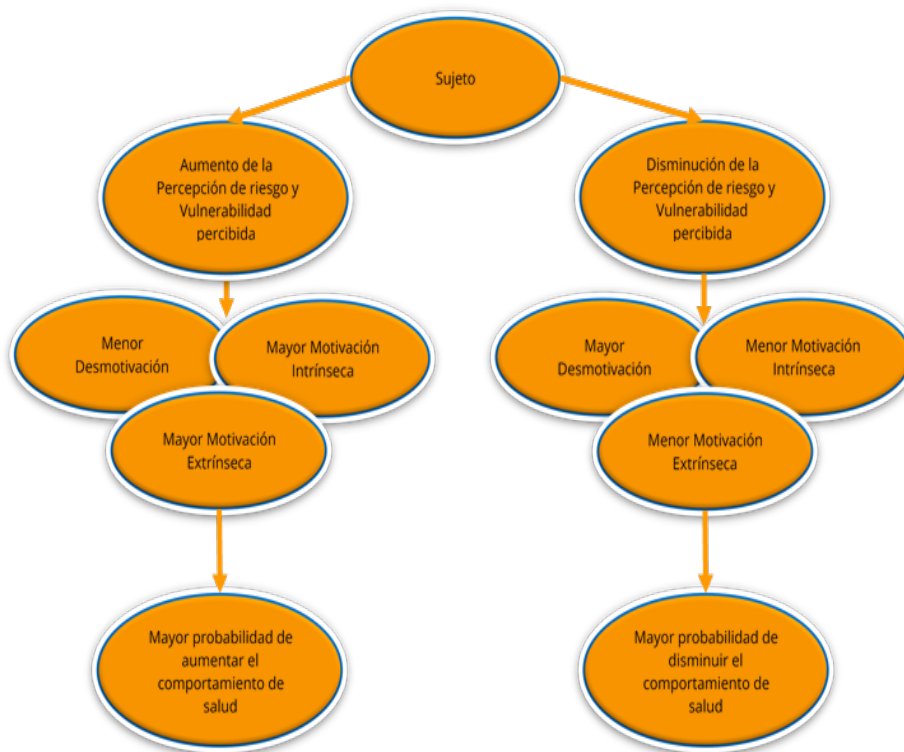 Sujeto
Aumento de la
Percepción de riesgo y
Vulnerabilidad
percibida
Disminución de la
Percepción de riesgo y
Vulnerabilidad
percibida
Menor
Desmotivación
Mayor Motivación
Intrínseca
Mayor Motivación
Extrínseca
Mayor
Desmotivación
Menor Motivación
Intrínseca
Menor Motivación
Extrínseca
Mayor probabilidad de
aumentar el
comportamiento de
salud
Mayor probabilidad de
disminuir el
comportamiento de
salud